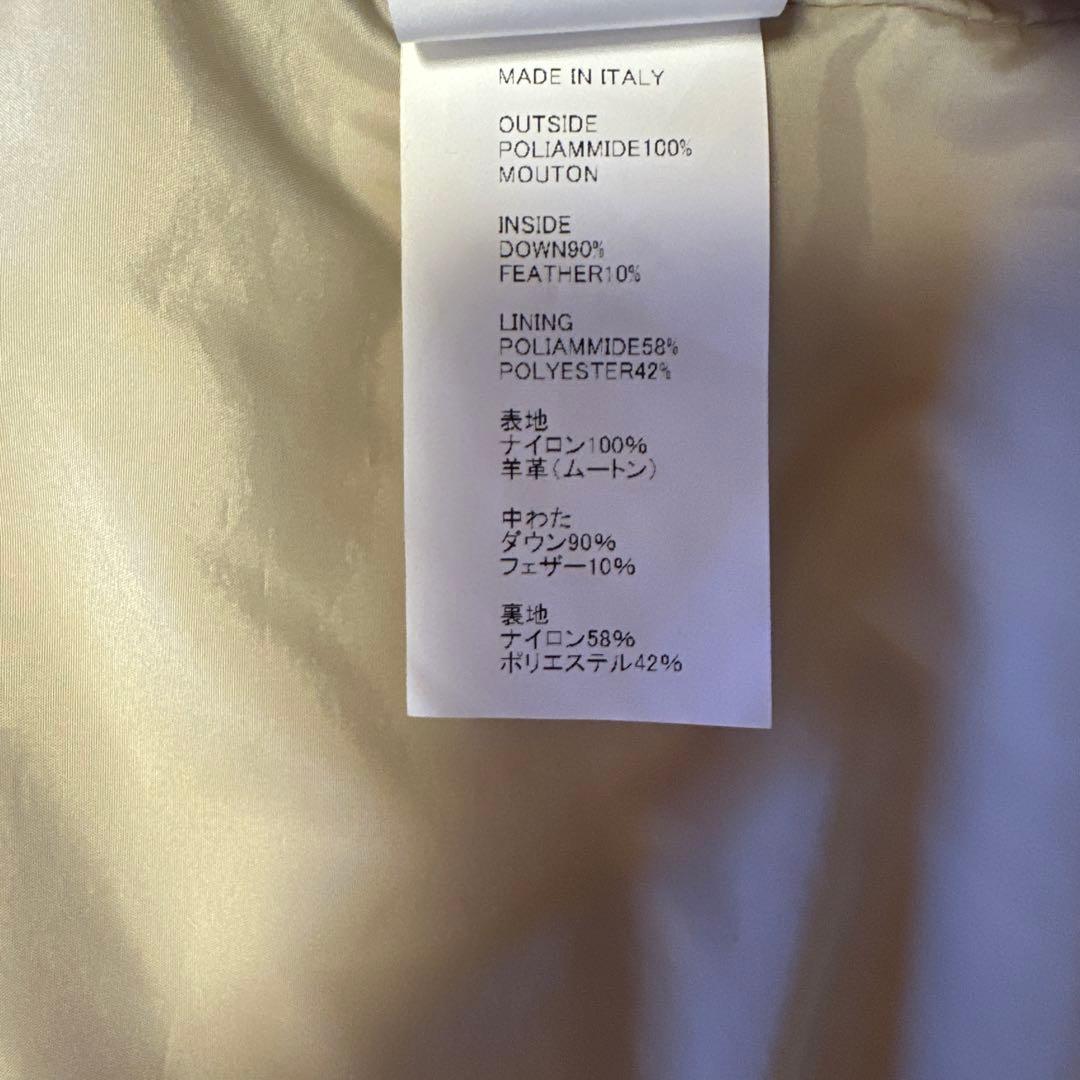 MADE IN ITALY
OUTSIDE
POLIAMMIDE100%
MOUTON
INSIDE
DOWN90%
FEATHER10%
LINING
POLIAMMIDE58%
POLYESTER42%
表地
ナイロン100%
羊革(ムートン)
中わた
ダウン90%
フェザー10%
裏地
ナイロン58%
ポリエステル42%